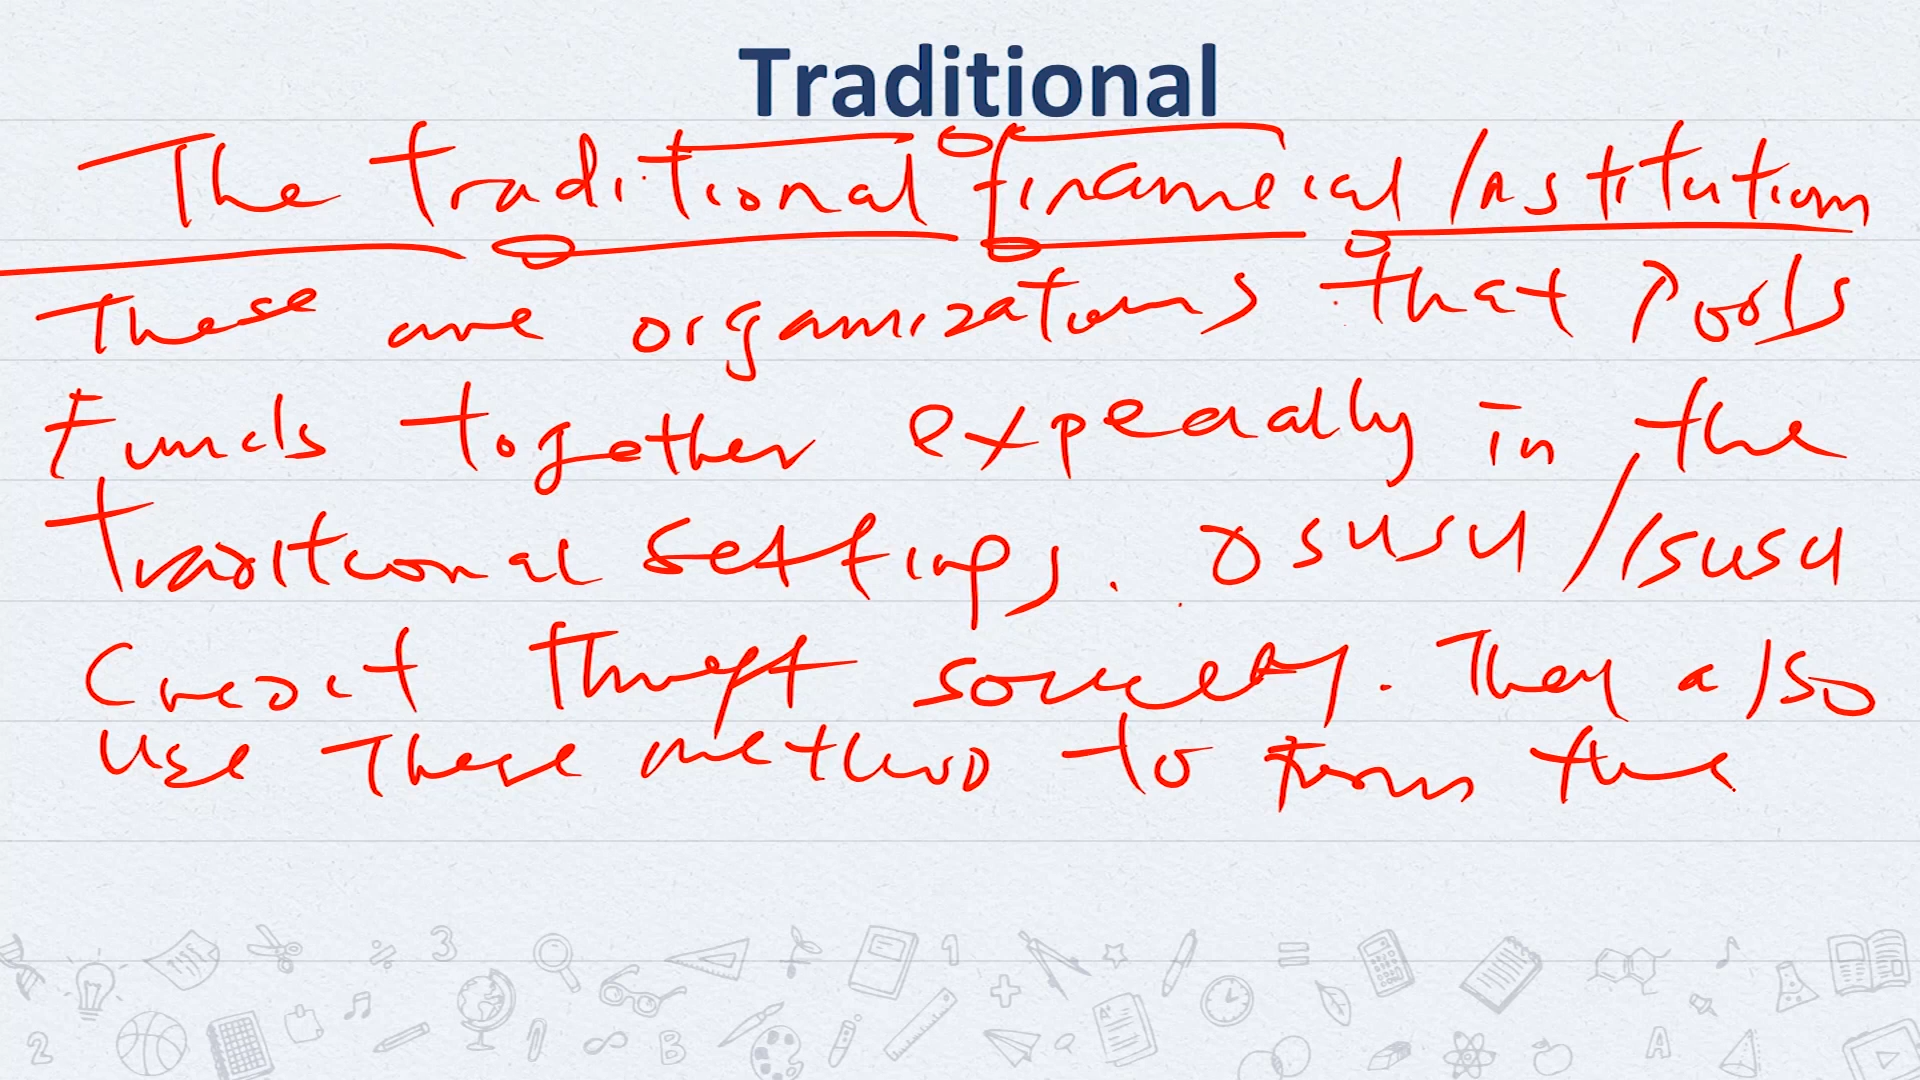 Traditional
The traditional financial Institution
These are organizations that Pools
Funds together expecially in the
traditional settings. Osusu/Isusu
Credit thrift society. They also
use these method to form the